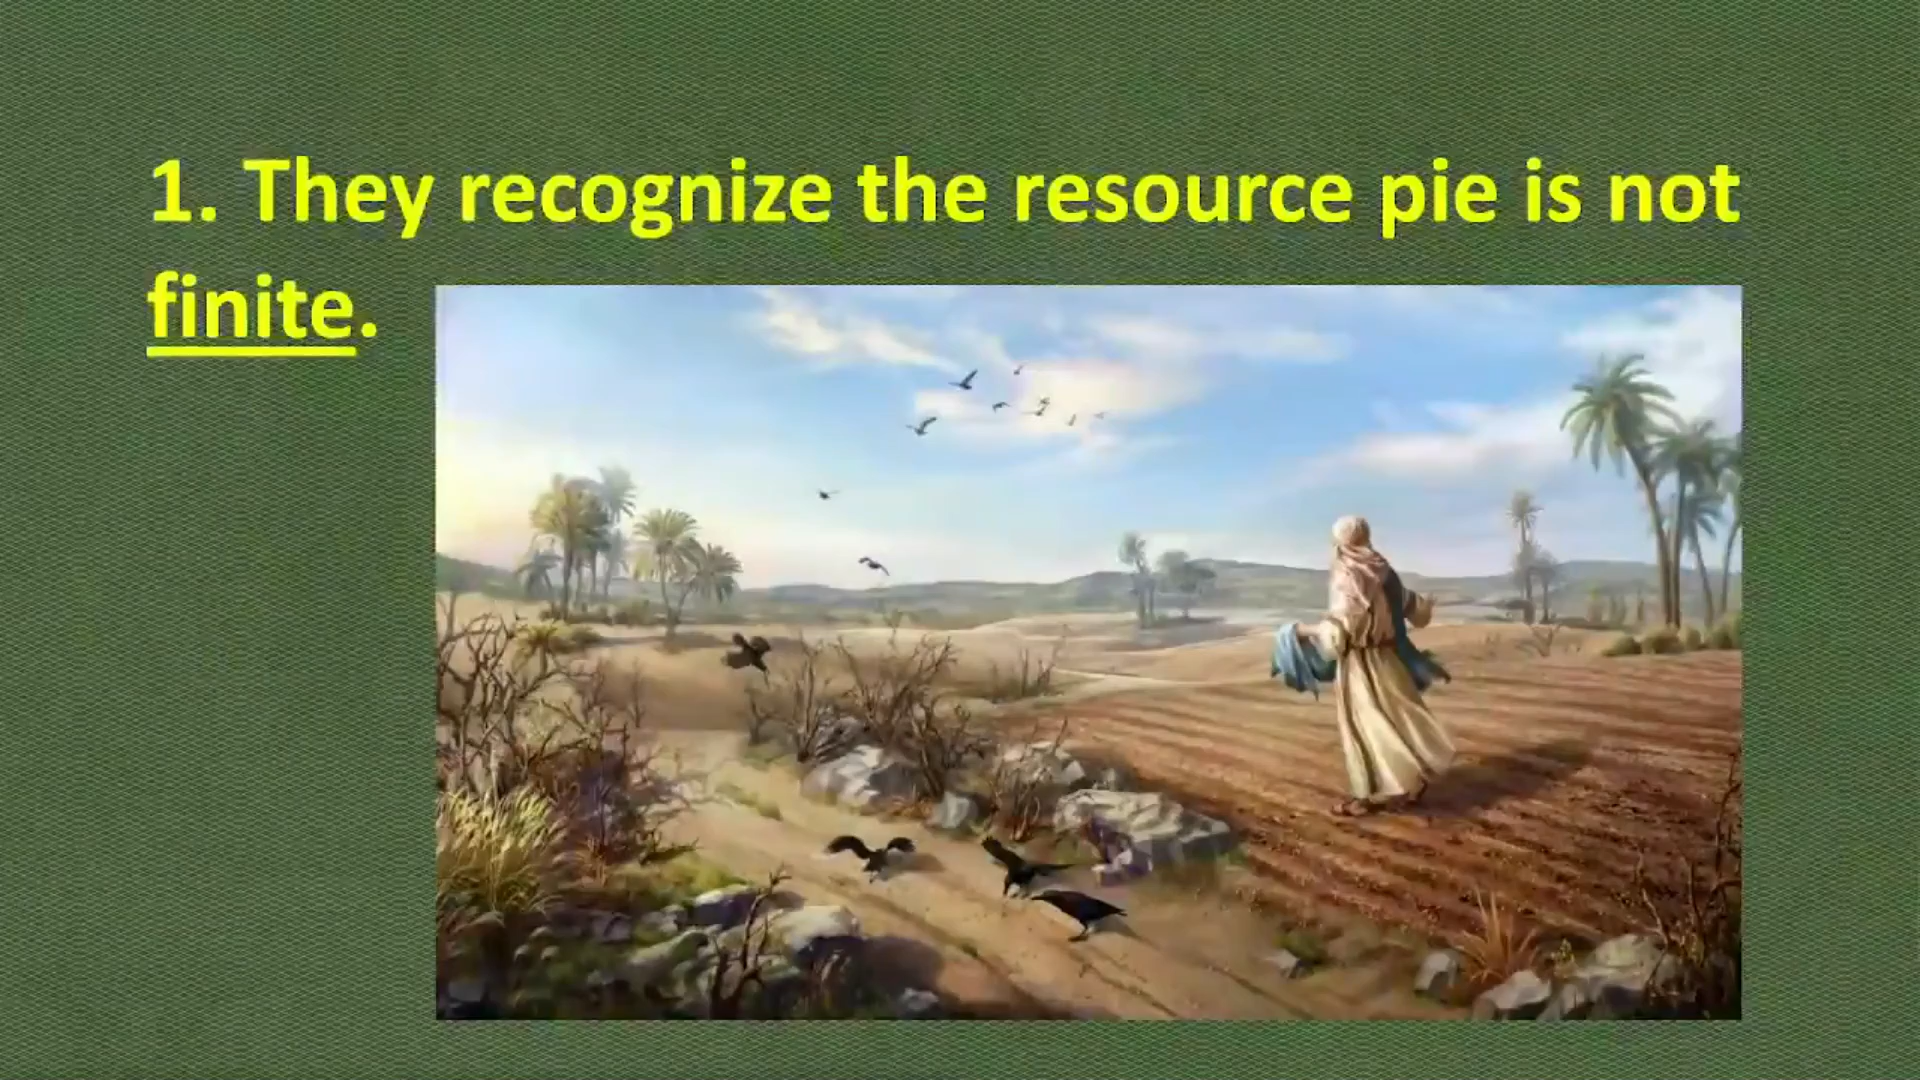 1. They recognize the resource pie is not
finite.